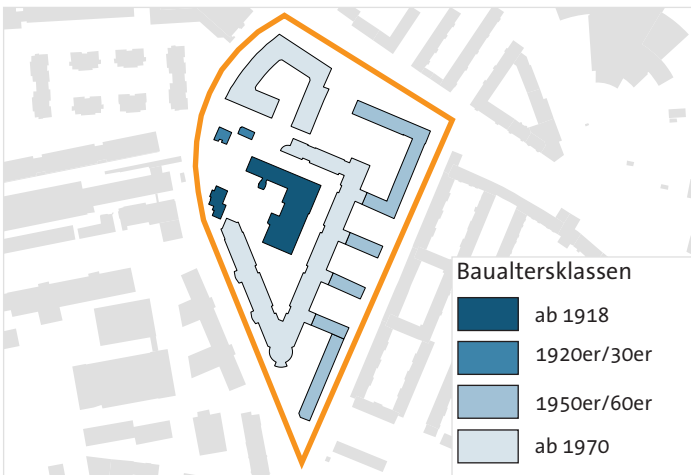 Baualtersklassen
ab 1918
1920er/30er
1950er/60er
ab 1970